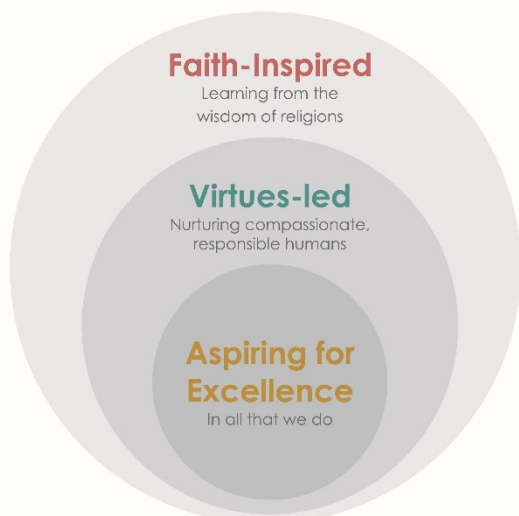 Faith-Inspired
Learning from the
wisdom of religions
Virtues-led
Nurturing compassionate,
responsible humans
Aspiring for
Excellence
In all that we do